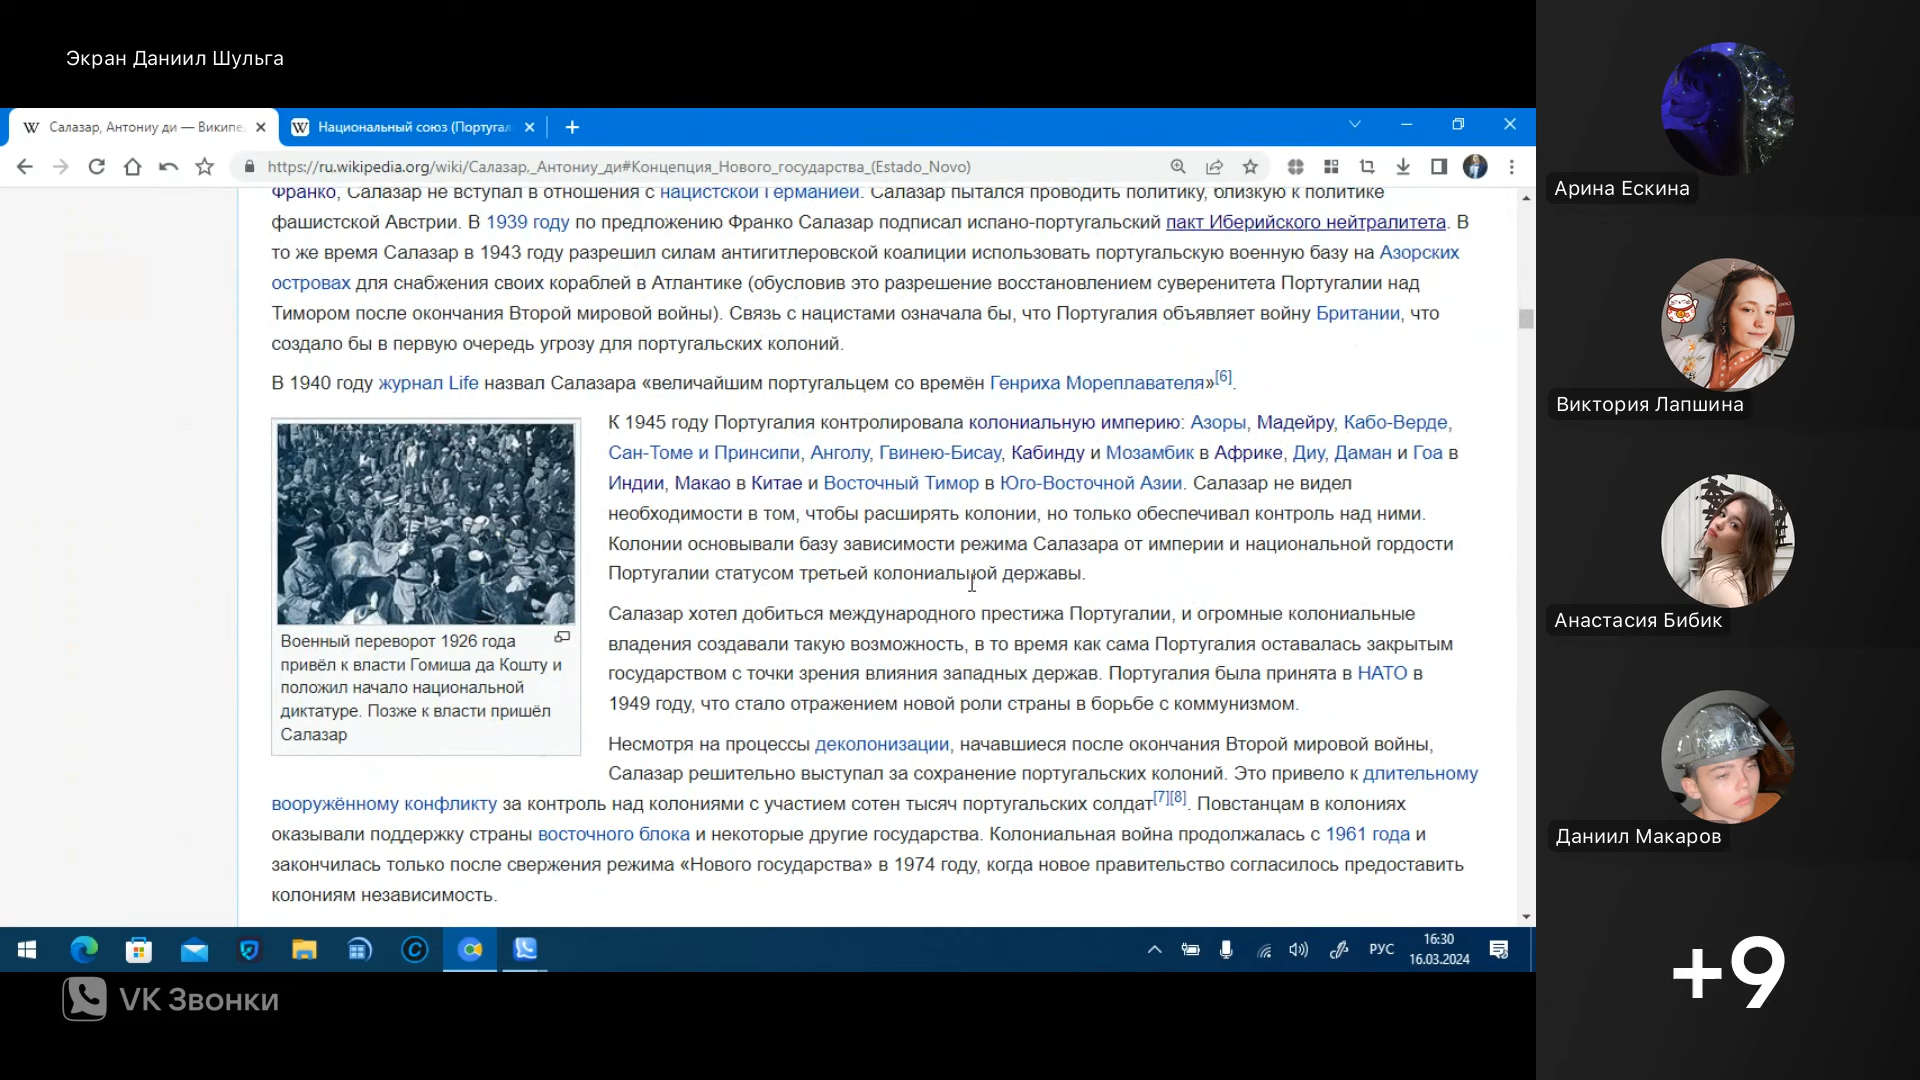 Экран Даниил Шульга
Салазар, Антониу ди — Википе
Национальный союз (Португал
https://ru.wikipedia.org/wiki/Салазар,_Антониу_ди#Концепция_Нового_государства_(Estado_Novo)
Франко, Салазар не вступал в отношения с нацистской Германией. Салазар пытался проводить политику, близкую к политике
фашистской Австрии. В 1939 году по предложению Франко Салазар подписал испано-португальский пакт Иберийского нейтралитета. В
то же время Салазар в 1943 году разрешил силам антигитлеровской коалиции использовать португальскую военную базу на Азорских
островах для снабжения своих кораблей в Атлантике (обусловив это разрешение восстановлением суверенитета Португалии над
Тимором после окончания Второй мировой войны). Связь с нацистами означала бы, что Португалия объявляет войну Британии, что
создало бы в первую очередь угрозу для португальских колоний.
В 1940 году журнал Life назвал Салазара «величайшим португальцем со времён Генриха Мореплавателя»[6].
К 1945 году Португалия контролировала колониальную империю: Азоры, Мадейру, Кабо-Верде,
Сан-Томе и Принсипи, Анголу, Гвинею-Бисау, Кабинду и Мозамбик в Африке, Диу, Даман и Гоа в
Индии, Макао в Китае и Восточный Тимор в Юго-Восточной Азии. Салазар не видел
необходимости в том, чтобы расширять колонии, но только обеспечивал контроль над ними.
Колонии основывали базу зависимости режима Салазара от империи и национальной гордости
Португалии статусом третьей колониальной державы.
Салазар хотел добиться международного престижа Португалии, и огромные колониальные
владения создавали такую возможность, в то время как сама Португалия оставалась закрытым
государством с точки зрения влияния западных держав. Португалия была принята в НАТО в
1949 году, что стало отражением новой роли страны в борьбе с коммунизмом.
Военный переворот 1926 года
привёл к власти Гомиша да Кошту и
положил начало национальной
диктатуре. Позже к власти пришёл
Салазар
Несмотря на процессы деколонизации, начавшиеся после окончания Второй мировой войны,
Салазар решительно выступал за сохранение португальских колоний. Это привело к длительному
вооружённому конфликту за контроль над колониями с участием сотен тысяч португальских солдат[7][8]. Повстанцам в колониях
оказывали поддержку страны восточного блока и некоторые другие государства. Колониальная война продолжалась с 1961 года и
закончилась только после свержения режима «Нового государства» в 1974 году, когда новое правительство согласилось предоставить
колониям независимость.
РУС
16:30
16.03.2024
VK Звонки
Арина Ескина
Виктория Лапшина
Анастасия Бибик
Даниил Макаров
+9